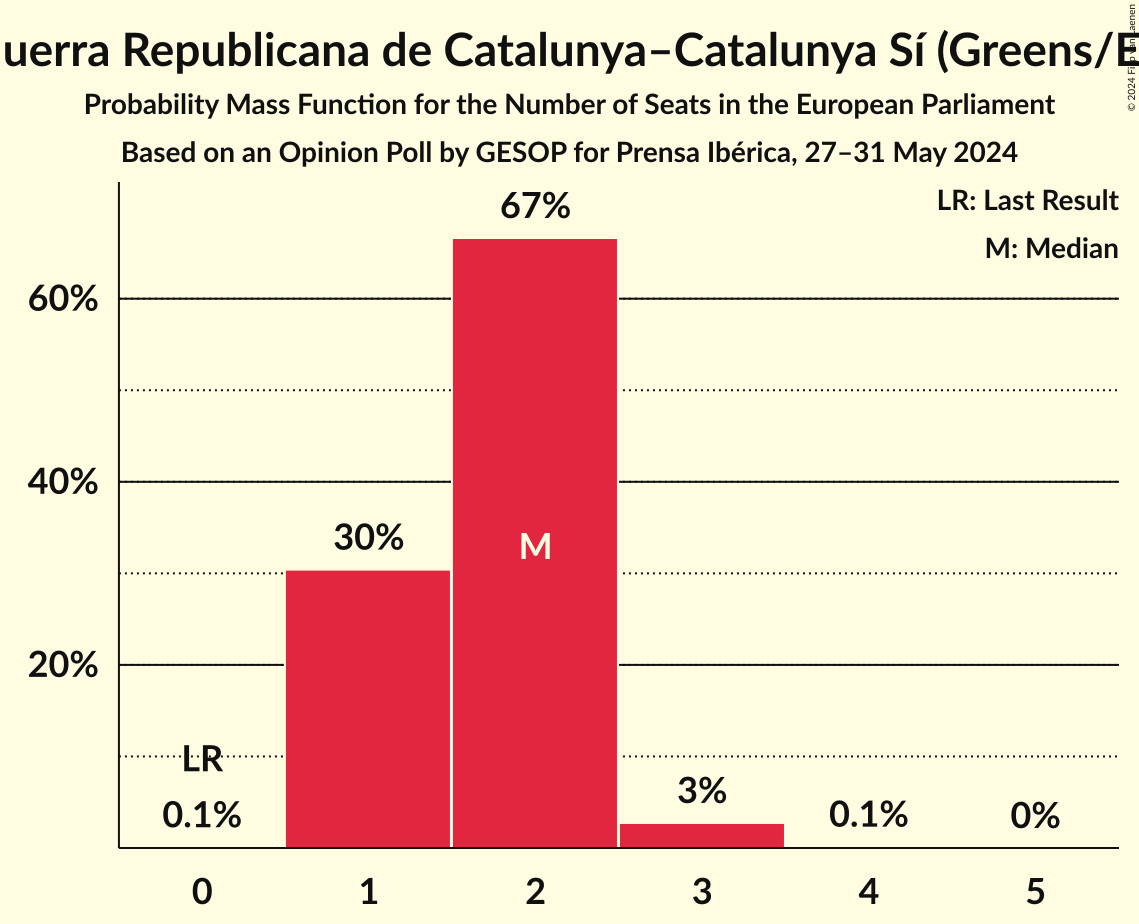 uerra Republicana de Catalunya–Catalunya Sí (Greens/E
Probability Mass Function for the Number of Seats in the European Parliament
Based on an Opinion Poll by GESOP for Prensa Ibérica, 27–31 May 2024
© 2024
LR: Last Result
M: Median
67%
60%
40%
30%
M
20%
LR
0.1%
3%
0.1%
0%
0 1 2 3 4 5